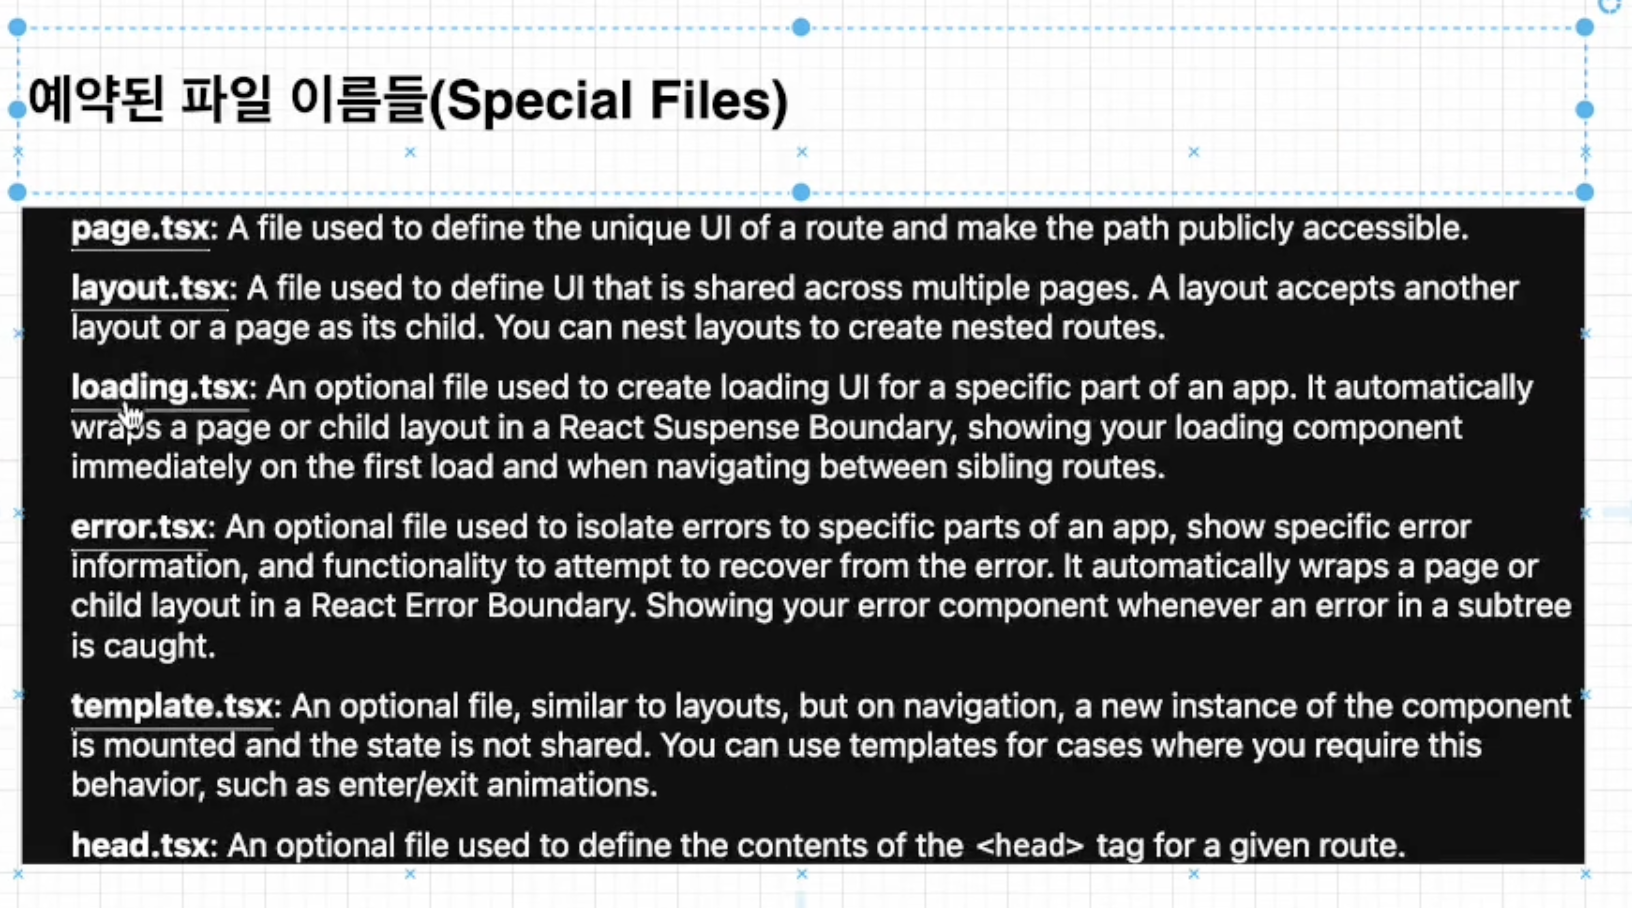 예약된 파일 이름들(Special Files)
page.tsx: A file used to define the unique UI of a route and make the path publicly accessible.
layout.tsx: A file used to define UI that is shared across multiple pages. A layout accepts another
layout or a page as its child. You can nest layouts to create nested routes.
loading.tsx: An optional file used to create loading UI for a specific part of an app. It automatically
wraps a page or child layout in a React Suspense Boundary, showing your loading component
immediately on the first load and when navigating between sibling routes.
error.tsx: An optional file used to isolate errors to specific parts of an app, show specific error
information, and functionality to attempt to recover from the error. It automatically wraps a page or
child layout in a React Error Boundary. Showing your error component whenever an error in a subtree
is caught.
template.tsx: An optional file, similar to layouts, but on navigation, a new instance of the component
is mounted and the state is not shared. You can use templates for cases where you require this
behavior, such as enter/exit animations.
head.tsx: An optional file used to define the contents of the <head> tag for a given route.